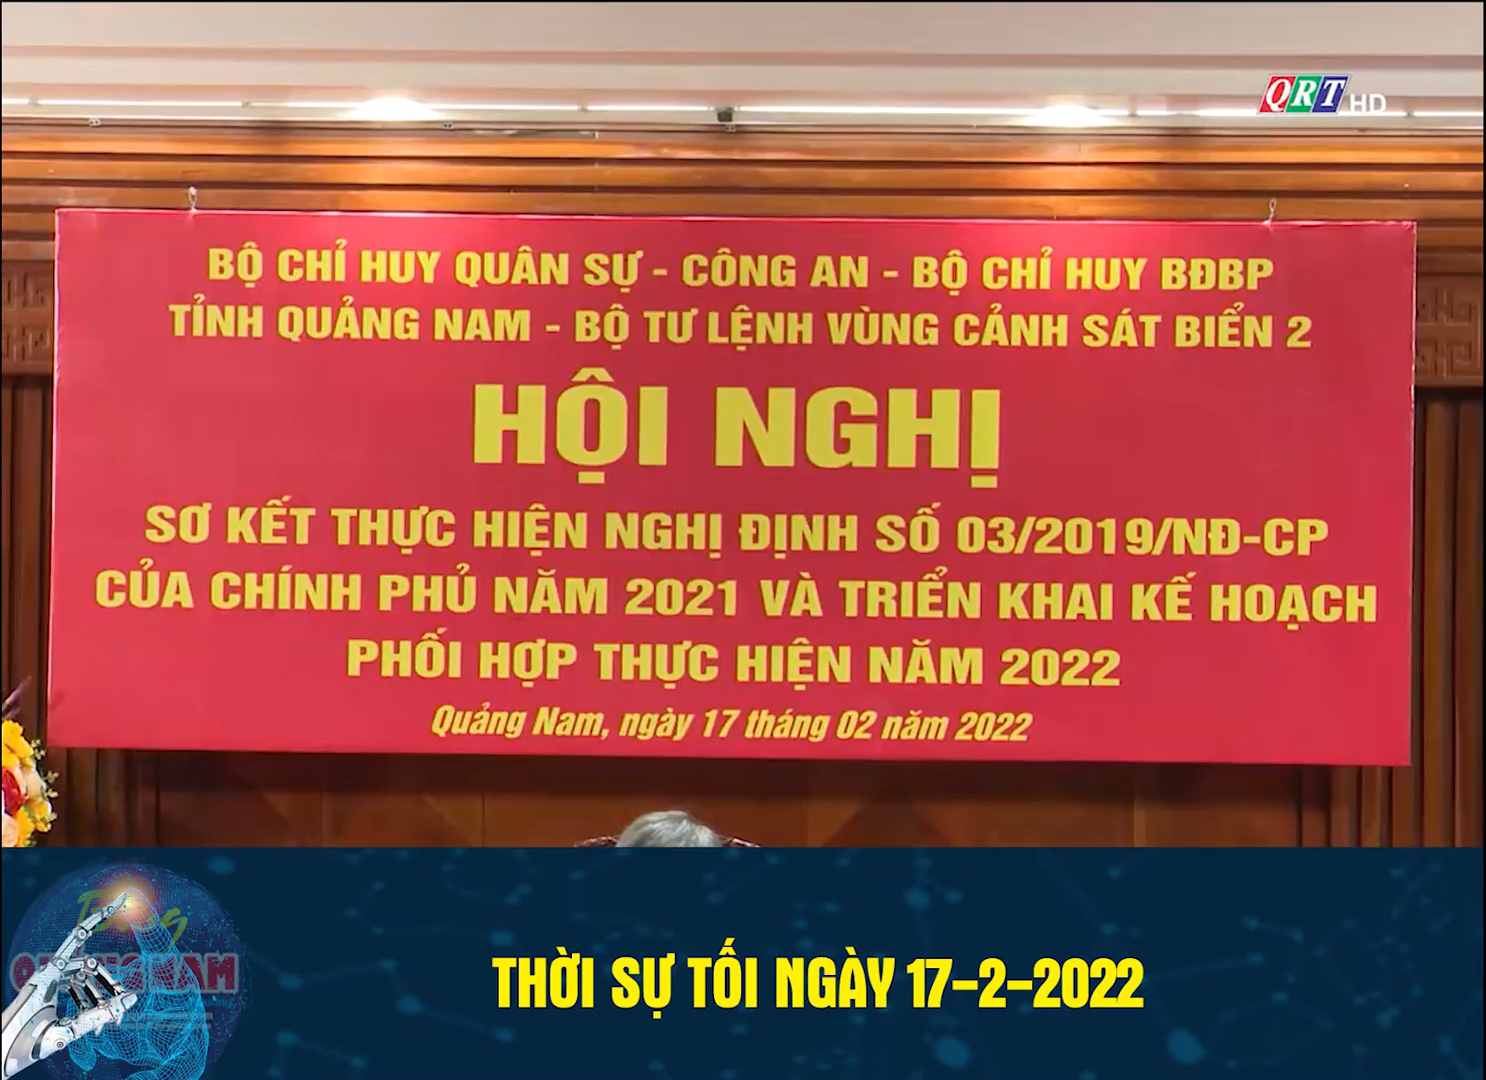 QRT HD
BỘ CHỈ HUY QUÂN SỰ - CÔNG AN - BỘ CHỈ HUY BĐBP
TỈNH QUẢNG NAM - BỘ TƯ LỆNH VÙNG CẢNH SÁT BIỂN 2
HỘI NGHỊ
SƠ KẾT THỰC HIỆN NGHỊ ĐỊNH SỐ 03/2019/NĐ-CP
CỦA CHÍNH PHỦ NĂM 2021 VÀ TRIỂN KHAI KẾ HOẠCH
PHỐI HỢP THỰC HIỆN NĂM 2022
Quảng Nam, ngày 17 tháng 02 năm 2022
THỜI SỰ TỐI NGÀY 17-2-2022